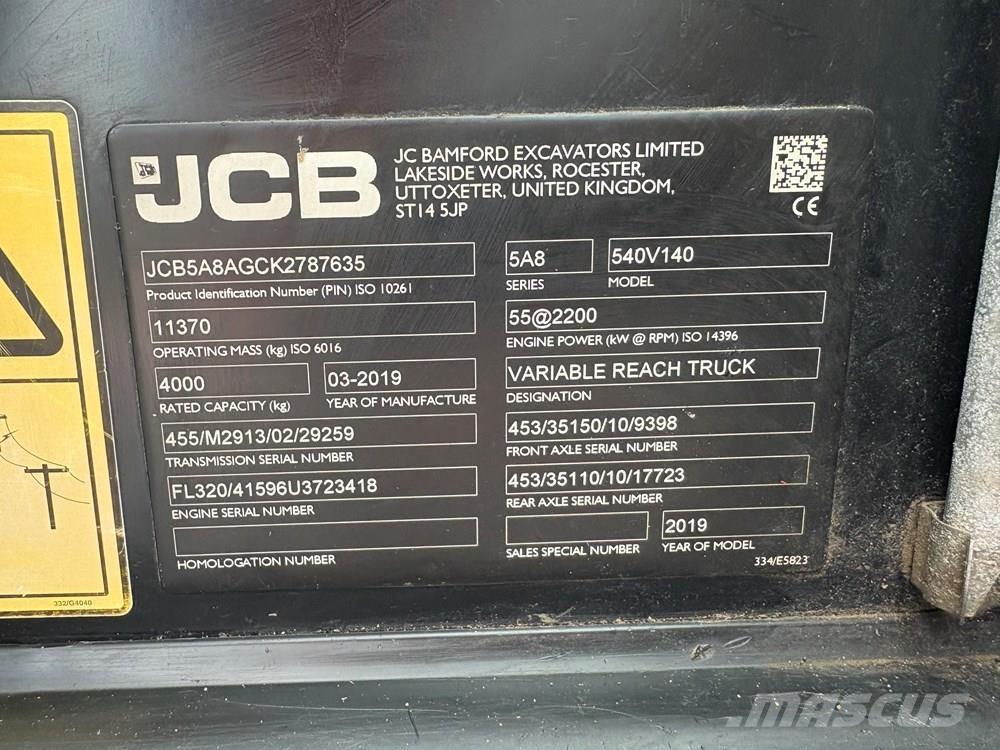 JCB
JC BAMFORD EXCAVATORS LIMITED
LAKESIDE WORKS, ROCESTER,
UTTOXETER, UNITED KINGDOM,
ST14 5JP
CE
JCB5A8AGCK2787635
Product Identification Number (PIN) ISO 10261
5A8
SERIES
540V140
MODEL
11370
OPERATING MASS (kg) ISO 6016
55@2200
ENGINE POWER (kW @ RPM) ISO 14396
4000
RATED CAPACITY (kg)
03-2019
YEAR OF MANUFACTURE
VARIABLE REACH TRUCK
DESIGNATION
455/M2913/02/29259
TRANSMISSION SERIAL NUMBER
453/35150/10/9398
FRONT AXLE SERIAL NUMBER
FL320/41596U3723418
ENGINE SERIAL NUMBER
453/35110/10/17723
REAR AXLE SERIAL NUMBER
HOMOLOGATION NUMBER
SALES SPECIAL NUMBER
2019
YEAR OF MODEL
334/E5823
332/G4040
MASCUS